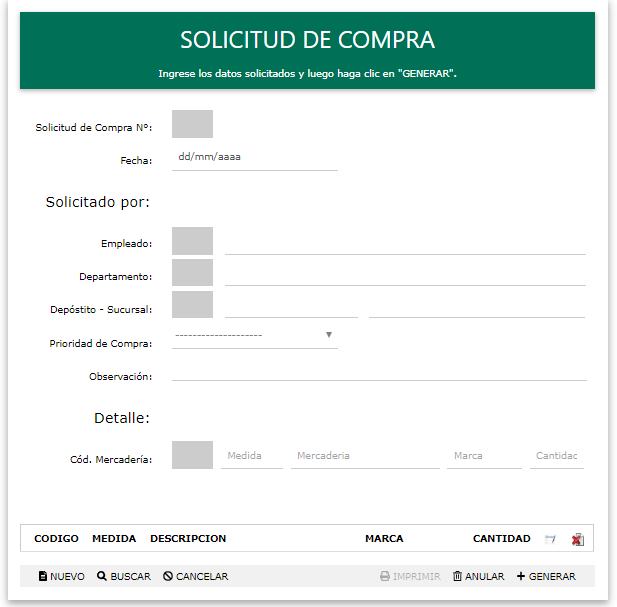 SOLICITUD DE COMPRA
Ingrese los datos solicitados y luego haga clic en "GENERAR".
Solicitud de Compra Nº:
Fecha: dd/mm/aaaa
Solicitado por:
Empleado:
Departamento:
Depóstito - Sucursal:
Prioridad de Compra: --------------------
Observación:
Detalle:
Cód. Mercadería: Medida Mercaderia Marca Cantidad
CODIGO MEDIDA DESCRIPCION MARCA CANTIDAD
NUEVO BUSCAR CANCELAR IMPRIMIR ANULAR GENERAR